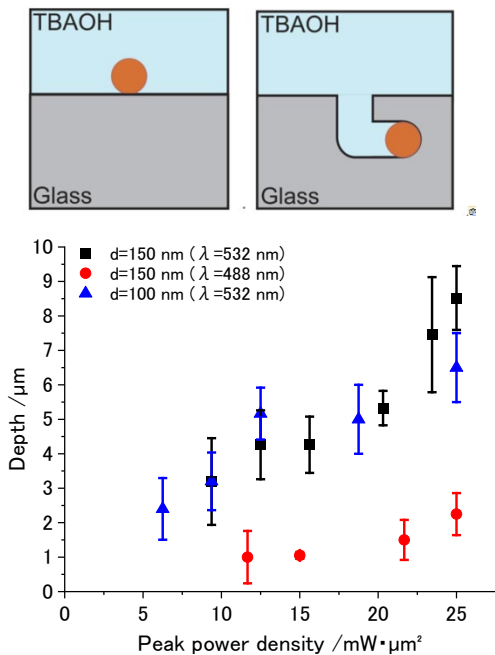 TBAOH
TBAOH
Glass
Glass
d=150 nm (λ=532 nm)
d=150 nm (λ=488 nm)
d=100 nm (λ=532 nm)
10
9
8
7
6
5
4
3
2
1
0
Depth /μm
0 5 10 15 20 25
Peak power density /mW・μm²